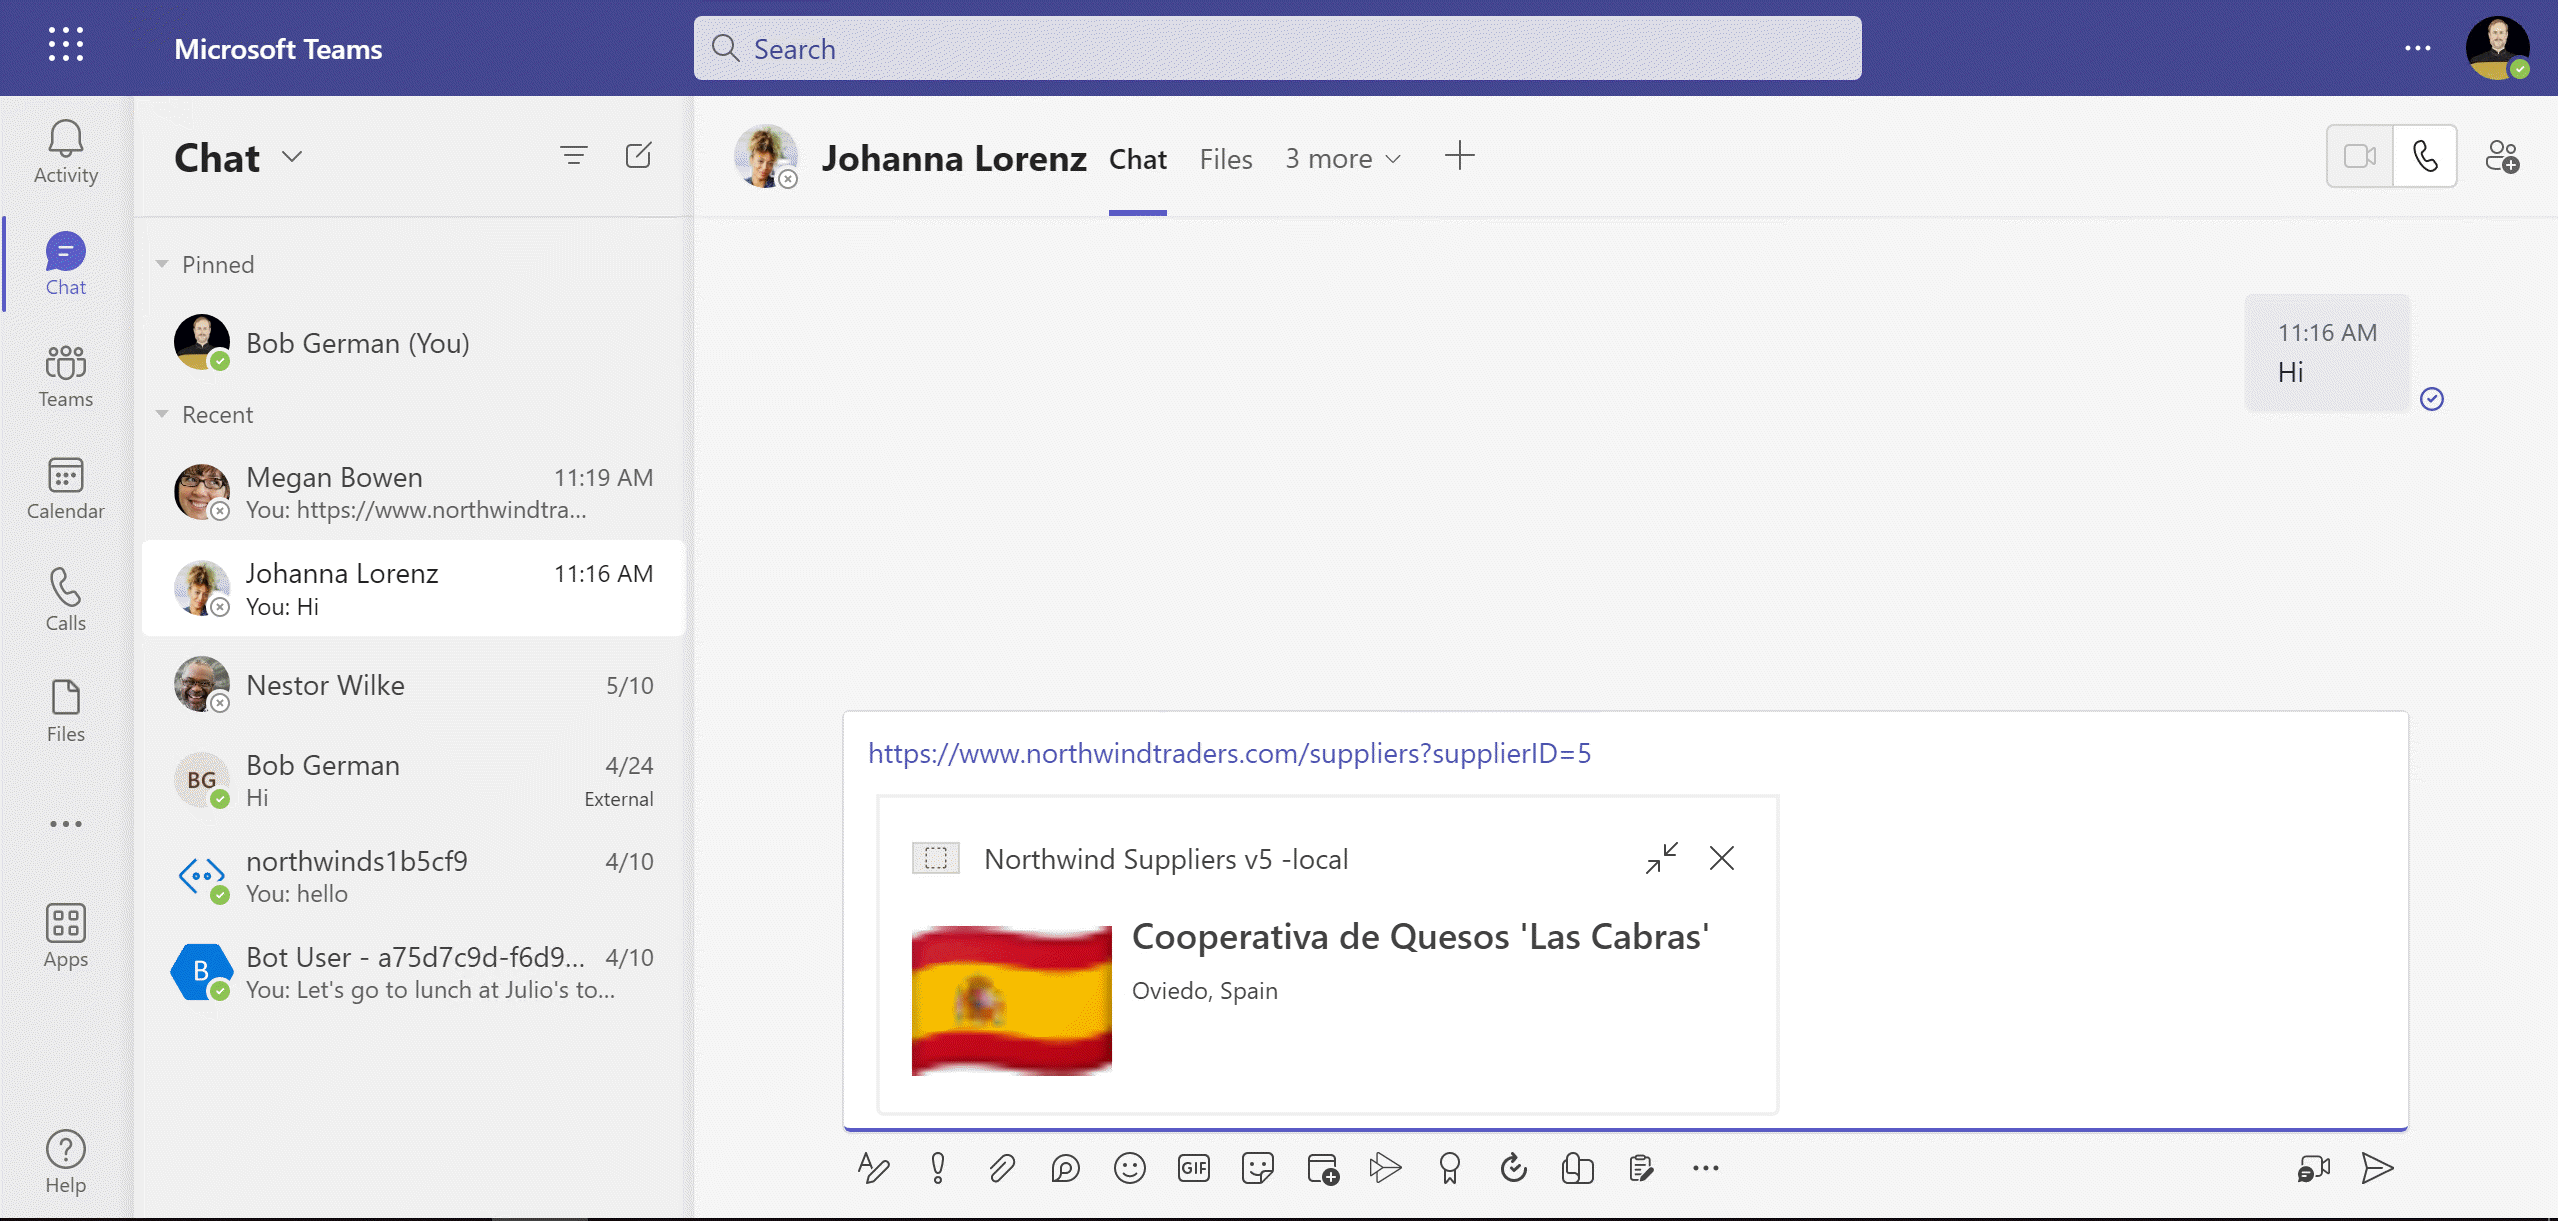 Microsoft Teams
Search
Activity
Chat
Teams
Calendar
Calls
Files
Apps
Help
Chat
Pinned
Bob German (You)
Recent
Megan Bowen 11:19 AM
You: https://www.northwindtra...
Johanna Lorenz 11:16 AM
You: Hi
Nestor Wilke 5/10
BG
Bob German 4/24
Hi External
northwinds1b5cf9 4/10
You: hello
B
Bot User - a75d7c9d-f6d9... 4/10
You: Let's go to lunch at Julio's to...
Johanna Lorenz Chat Files 3 more
11:16 AM
Hi
https://www.northwindtraders.com/suppliers?supplierID=5
Northwind Suppliers v5 -local
Cooperativa de Quesos 'Las Cabras'
Oviedo, Spain
GIF